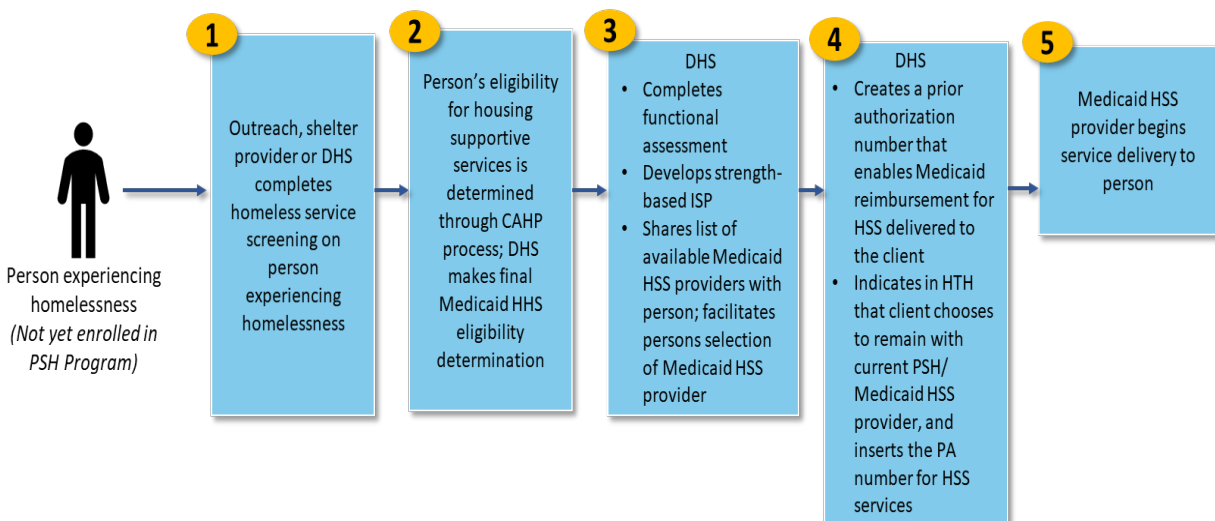 Person experiencing
homelessness
(Not yet enrolled in
PSH Program)
1
Outreach, shelter
provider or DHS
completes
homeless service
screening on
person
experiencing
homelessness
2
Person's eligibility
for housing
supportive
services is
determined
through CAHP
process; DHS
makes final
Medicaid HHS
eligibility
determination
3
DHS
• Completes
functional
assessment
• Develops strength-
based ISP
• Shares list of
available Medicaid
HSS providers with
person; facilitates
persons selection
of Medicaid HSS
provider
4
DHS
• Creates a prior
authorization
number that
enables Medicaid
reimbursement for
HSS delivered to
the client
• Indicates in HTH
that client chooses
to remain with
current PSH/
Medicaid HSS
provider, and
inserts the PA
number for HSS
services
5
Medicaid HSS
provider begins
service delivery to
person